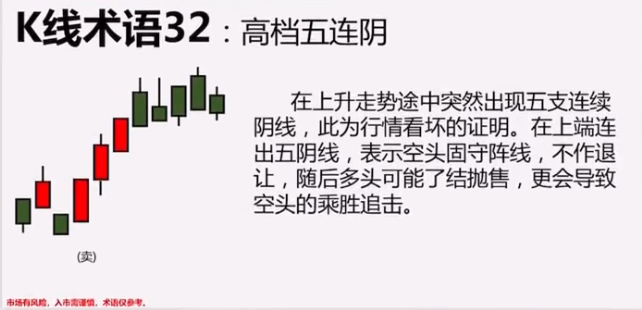 K线术语32：高档五连阴
在上升走势途中突然出现五支连续
阴线，此为行情看坏的证明。在上端连
出五阴线，表示空头固守阵线，不作退
让，随后多头可能了结抛售，更会导致
空头的乘胜追击。
(卖)
市场有风险，入市需谨慎，术语仅参考。